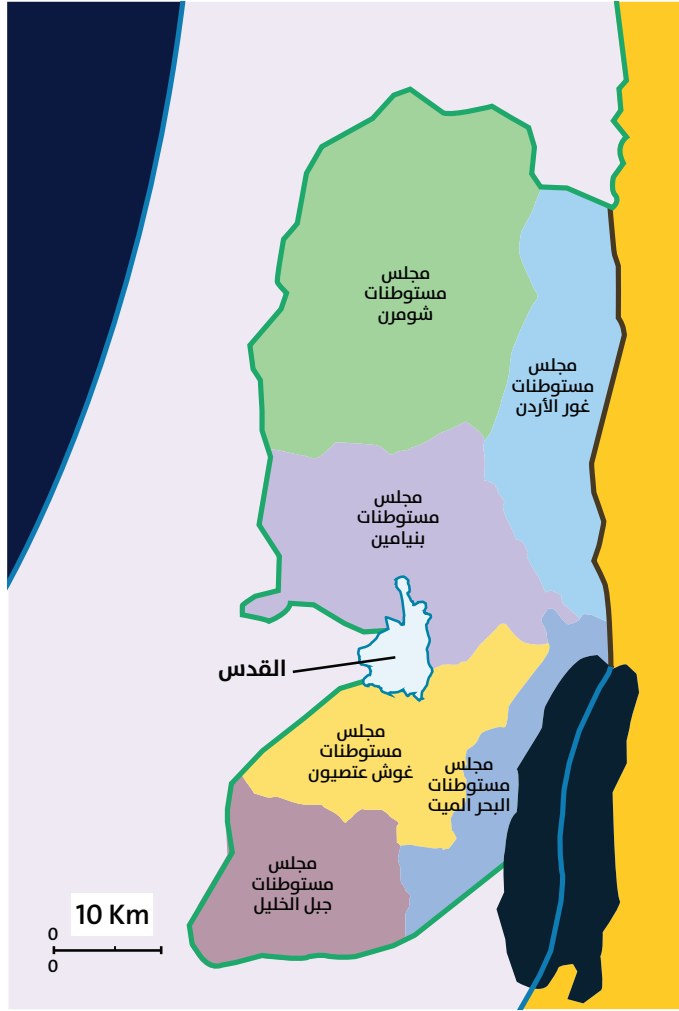 مجلس
مستوطنات
شومرن
مجلس
مستوطنات
غور الأردن
مجلس
مستوطنات
بنيامين
القدس
مجلس
مستوطنات
غوش عتصيون
مجلس
مستوطنات
البحر الميت
مجلس
مستوطنات
جبل الخليل
10 Km
0
0